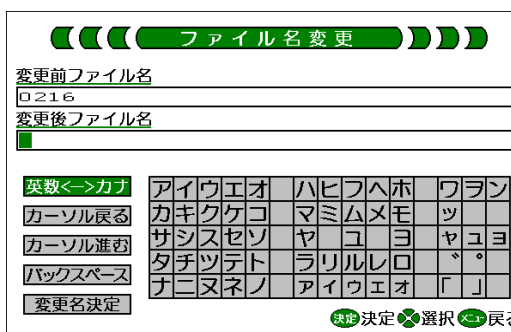 ファイル名変更
変更前ファイル名
0216
変更後ファイル名
英数<->カナ
カーソル戻る
カーソル進む
バックスペース
変更名決定
アイウエオ ハヒフヘホ ワヲン
カキクケコ マミムメモ ッ
サシスセソ ヤ ユ ヨ ャュョ
タチツテト ラリルレロ ゛゜
ナニヌネノ ァィゥェォ 「」
決定 決定 選択 メニュー 戻る